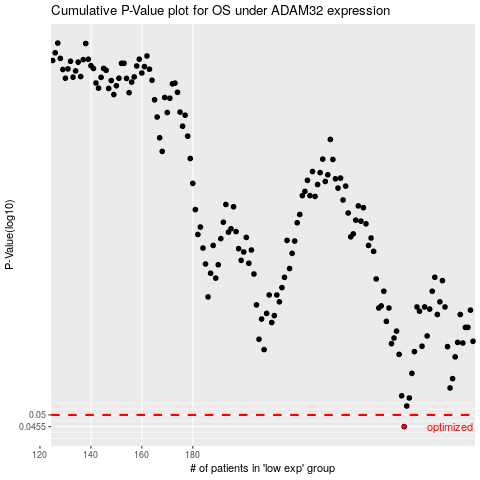 Cumulative P-Value plot for OS under ADAM32 expression
P-Value(log10)
0.05
0.0455
optimized
120 140 160 180
# of patients in 'low exp' group